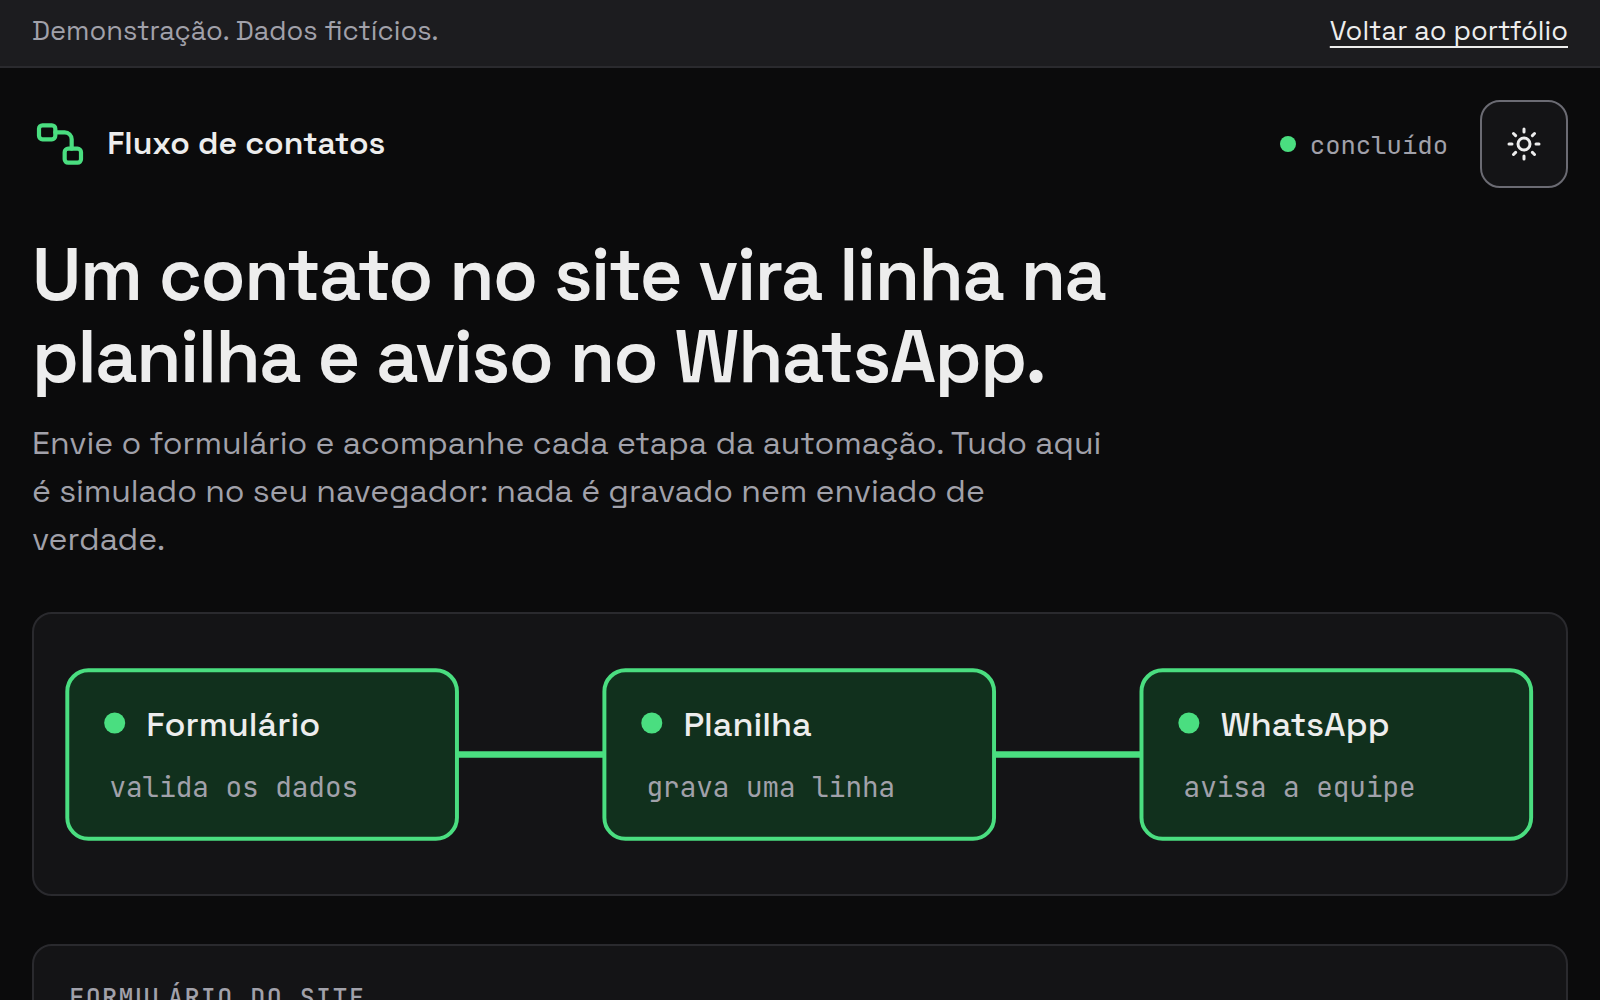 Demonstração. Dados fictícios.
Voltar ao portfólio
Fluxo de contatos
concluído
Um contato no site vira linha na
planilha e aviso no WhatsApp.
Envie o formulário e acompanhe cada etapa da automação. Tudo aqui
é simulado no seu navegador: nada é gravado nem enviado de
verdade.
Formulário
valida os dados
Planilha
grava uma linha
WhatsApp
avisa a equipe
FORMULÁRIO DO SITE